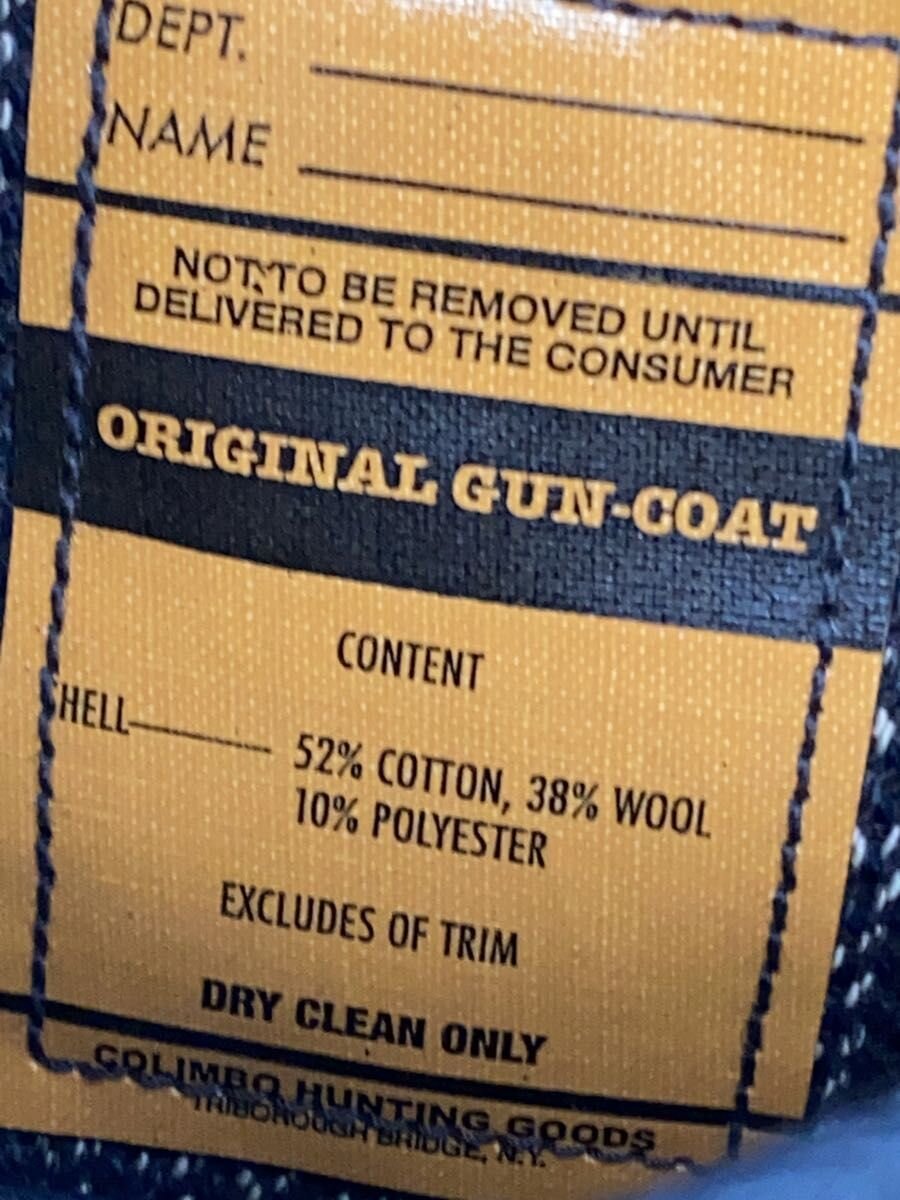 DEPT.
NAME
NOT TO BE REMOVED UNTIL
DELIVERED TO THE CONSUMER
ORIGINAL GUN-COAT
CONTENT
SHELL
52% COTTON, 38% WOOL
10% POLYESTER
EXCLUDES OF TRIM
DRY CLEAN ONLY
COLIMBO HUNTING GOODS
TRIBOROUGH BRIDGE, N.Y.